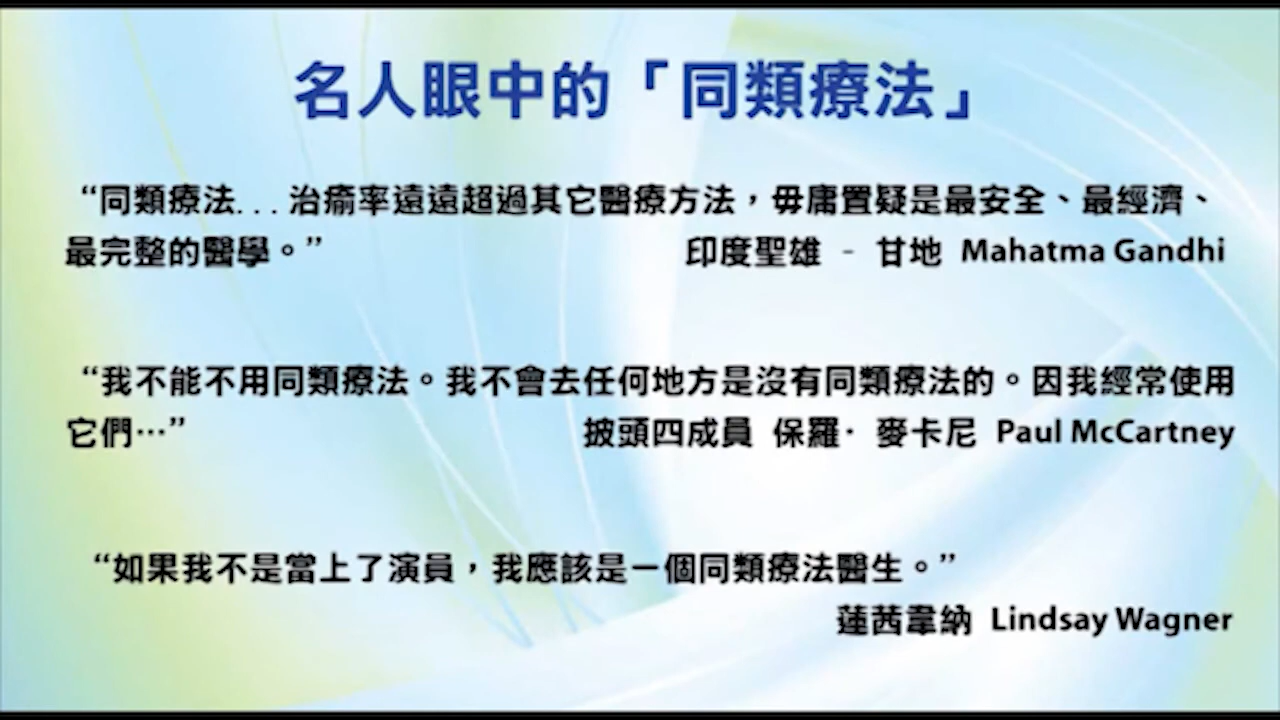 名人眼中的「同類療法」
“同類療法...治癒率遠遠超過其它醫療方法，毋庸置疑是最安全、最經濟、
最完整的醫學。” 印度聖雄 - 甘地 Mahatma Gandhi
“我不能不用同類療法。我不會去任何地方是沒有同類療法的。因我經常使用
它們…” 披頭四成員 保羅· 麥卡尼 Paul McCartney
“如果我不是當上了演員，我應該是一個同類療法醫生。”
蓮茜韋納 Lindsay Wagner